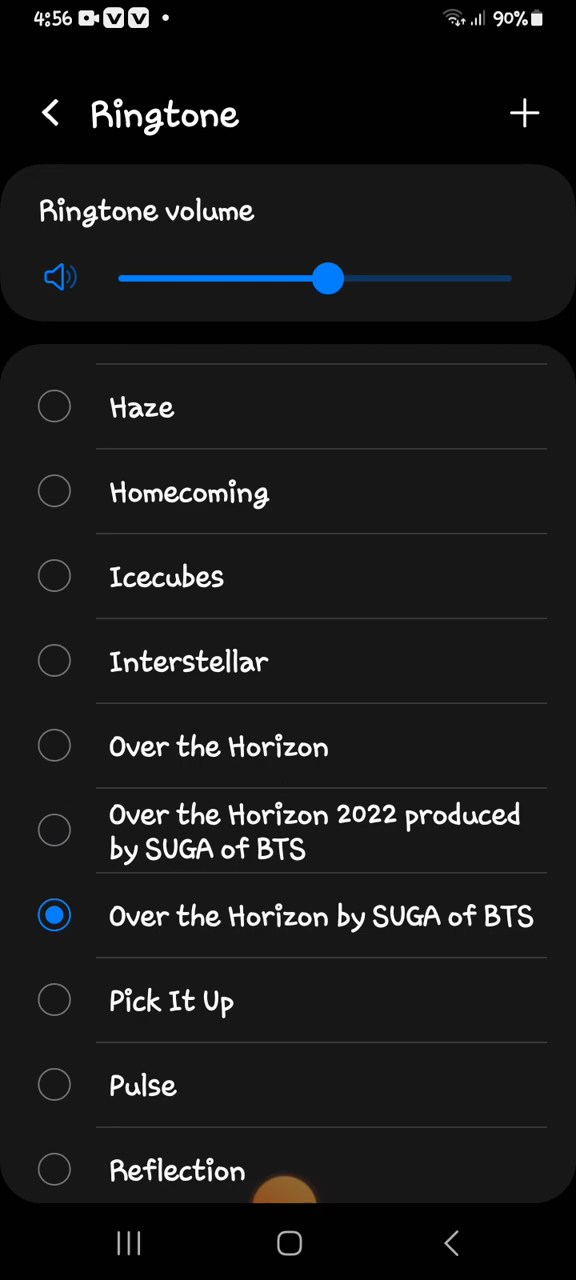 4:56 V V 90%
Ringtone
Ringtone volume
Haze
Homecoming
Icecubes
Interstellar
Over the Horizon
Over the Horizon 2022 produced
by SUGA of BTS
Over the Horizon by SUGA of BTS
Pick It Up
Pulse
Reflection